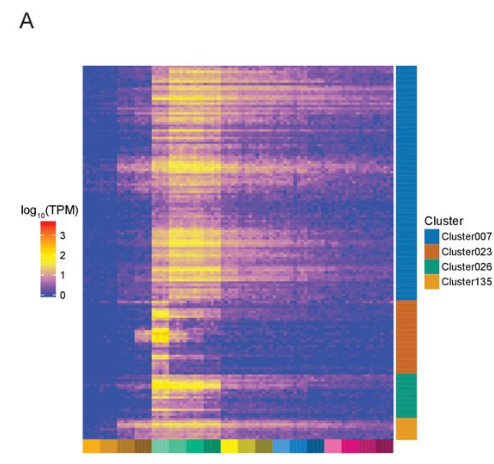 A
log10(TPM)
3
2
1
0
Cluster
Cluster007
Cluster023
Cluster026
Cluster135